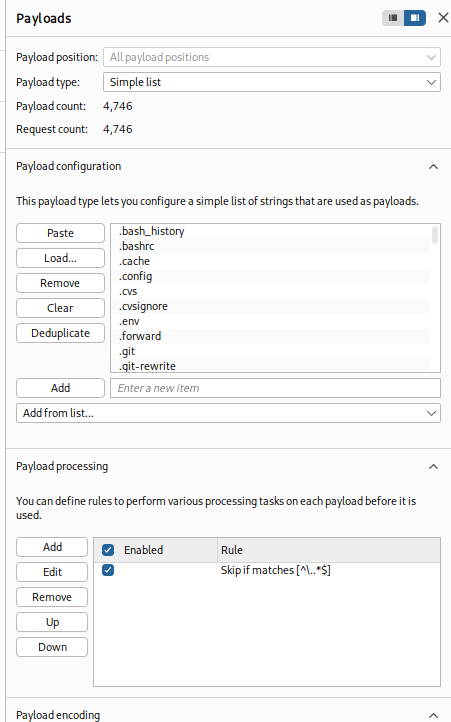 Payloads
Payload position: All payload positions
Payload type: Simple list
Payload count: 4,746
Request count: 4,746
Payload configuration
This payload type lets you configure a simple list of strings that are used as payloads.
Paste
Load...
Remove
Clear
Deduplicate
.bash_history
.bashrc
.cache
.config
.cvs
.cvsignore
.env
.forward
.git
.git-rewrite
Add
Enter a new item
Add from list...
Payload processing
You can define rules to perform various processing tasks on each payload before it is
used.
Add
Edit
Remove
Up
Down
Enabled Rule
Skip if matches [^\..*$]
Payload encoding